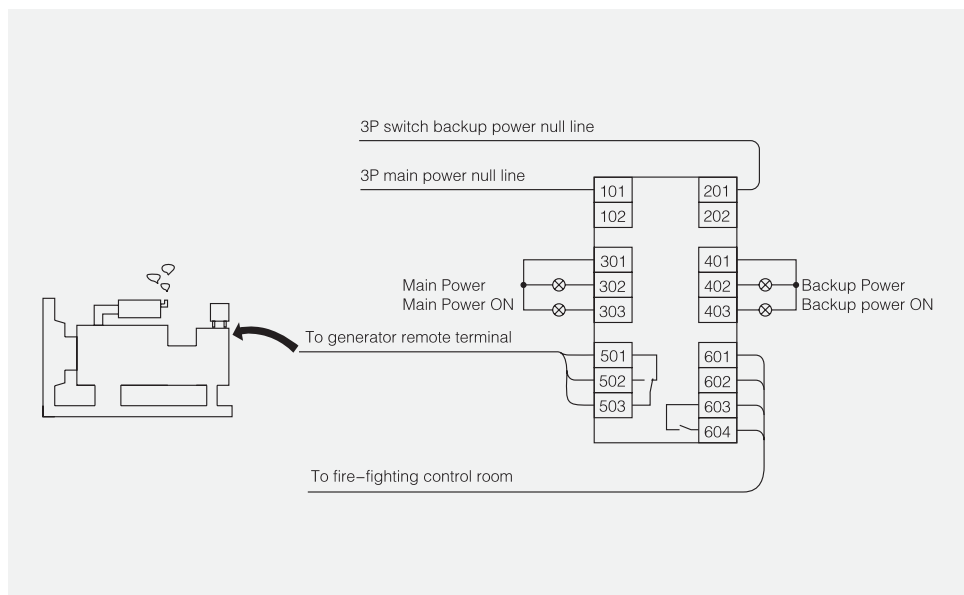 3P switch backup power null line
3P main power null line
101
102
201
202
301
302
303
401
402
403
Main Power
Main Power ON
Backup Power
Backup power ON
To generator remote terminal
501
502
503
601
602
603
604
To fire-fighting control room